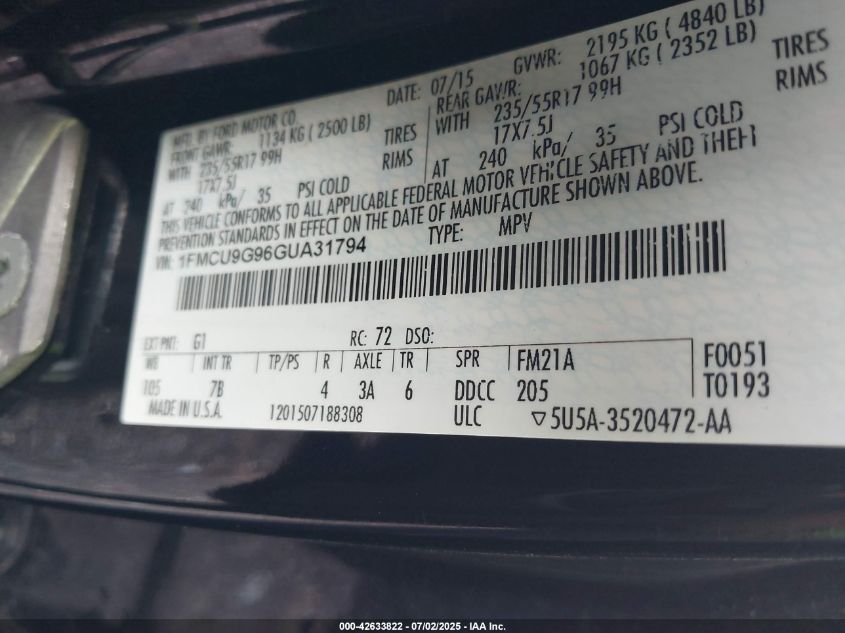 MFD. BY FORD MOTOR CO. DATE: 07/15 GVWR: 2195 KG ( 4840 LB)
FRONT GAWR: 1134 KG ( 2500 LB) REAR GAWR: 1067 KG ( 2352 LB)
WITH 235/55R17 99H TIRES WITH 235/55R17 99H TIRES
17X7.5J RIMS 17X7.5J RIMS
AT 240 kPa/ 35 PSI COLD AT 240 kPa/ 35 PSI COLD
THIS VEHICLE CONFORMS TO ALL APPLICABLE FEDERAL MOTOR VEHICLE SAFETY AND THEFT
PREVENTION STANDARDS IN EFFECT ON THE DATE OF MANUFACTURE SHOWN ABOVE.
VIN: 1FMCU9G96GUA31794 TYPE: MPV
EXT PNT: G1 RC: 72 DSO:
WB INT TR TP/PS R AXLE TR SPR FM21A F0051
105 7B 4 3A 6 DDCC 205 T0193
MADE IN U.S.A. 1201507188308 ULC ▽5U5A-3520472-AA
000-42633822 / 07/02/2025 - IAA Inc.